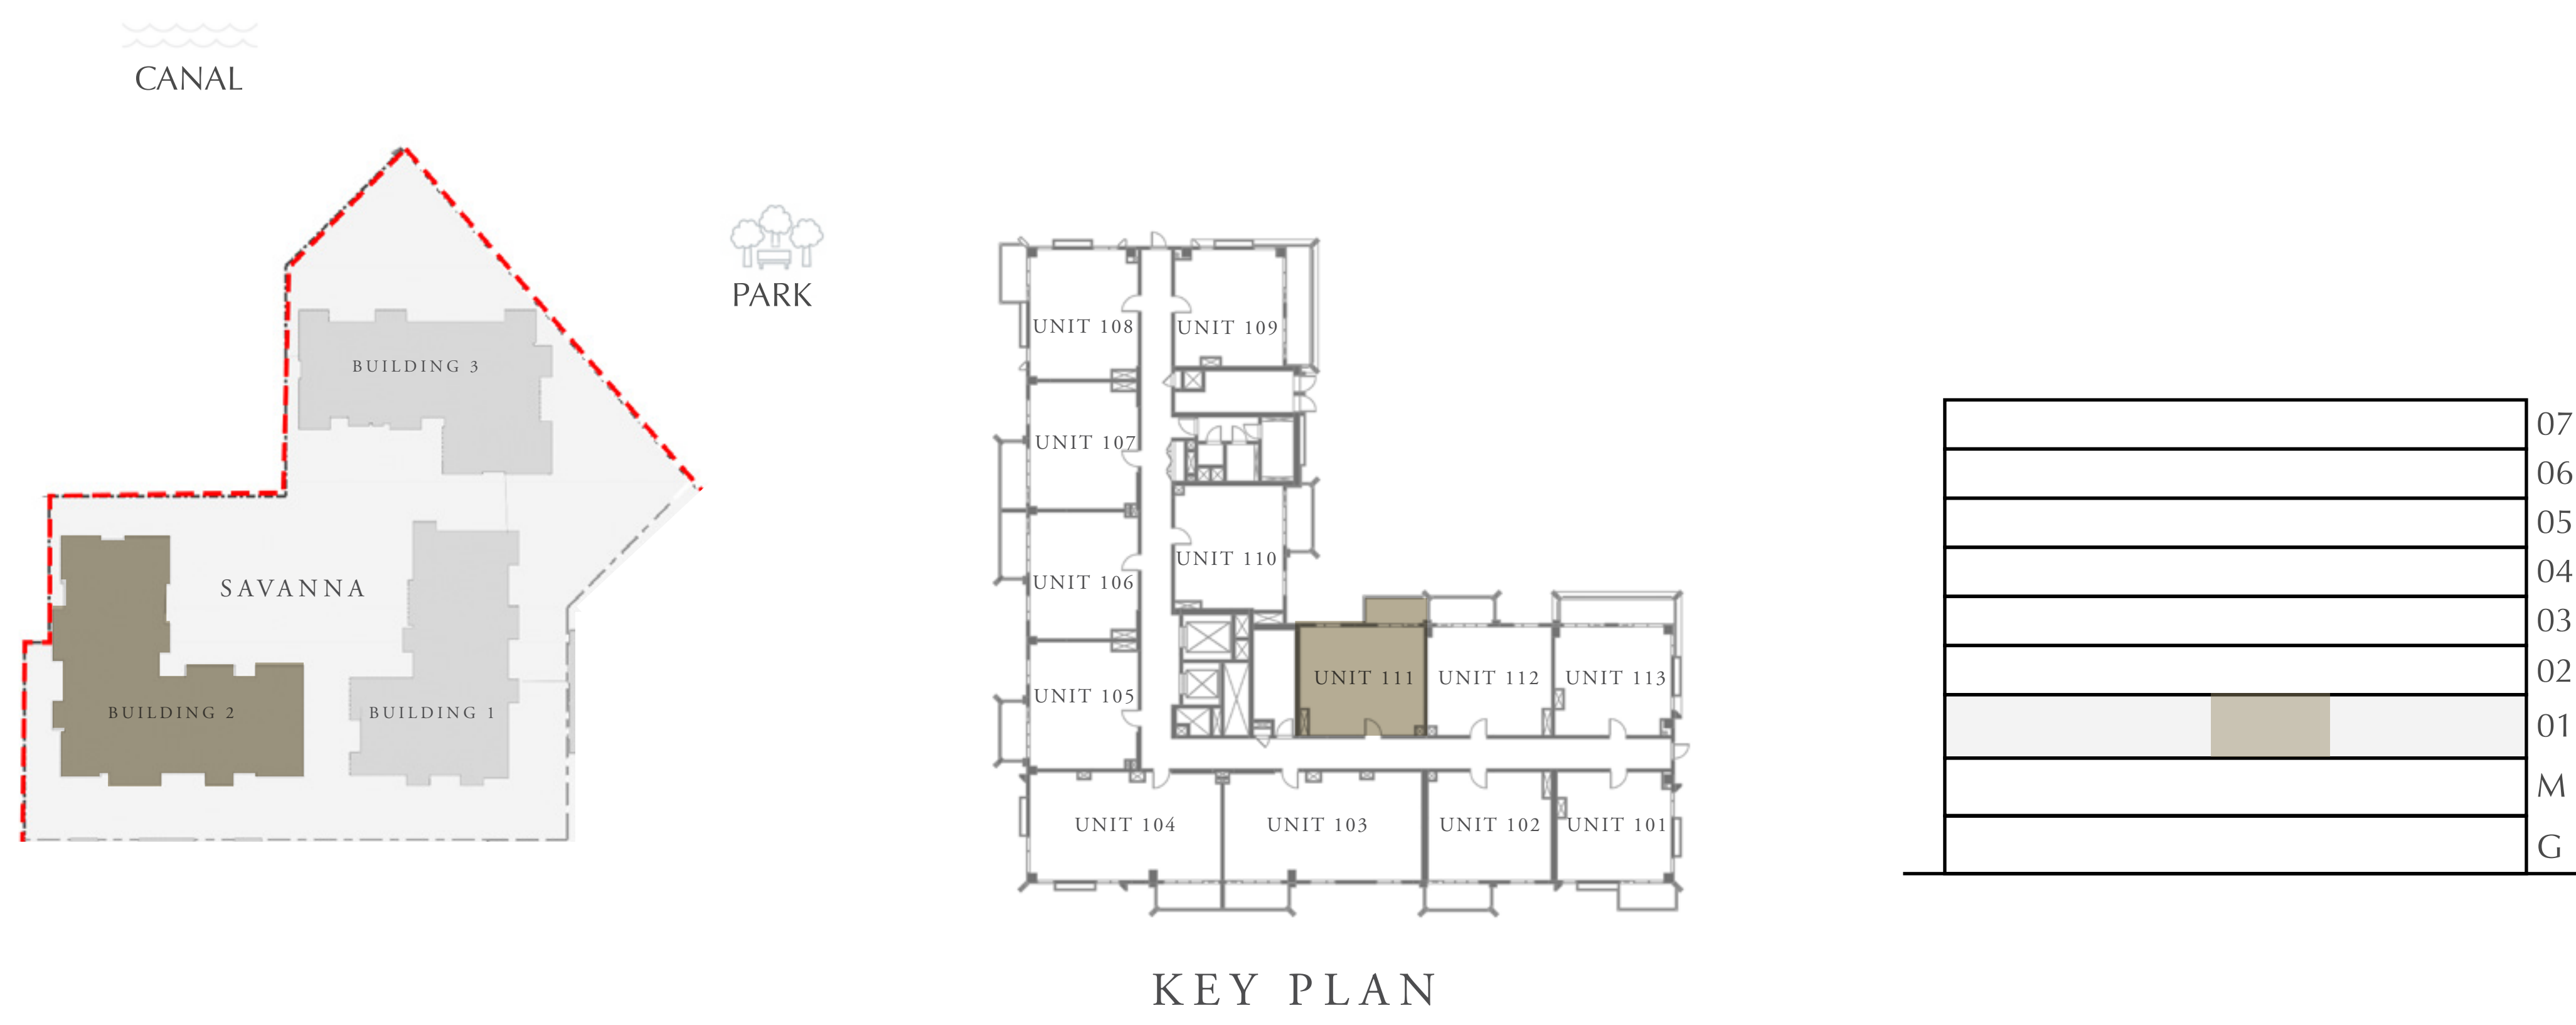 CANAL
PARK
BUILDING 3
SAVANNA
BUILDING 2
BUILDING 1
UNIT 108
UNIT 109
UNIT 107
UNIT 110
UNIT 106
UNIT 105
UNIT 111
UNIT 112
UNIT 113
UNIT 104
UNIT 103
UNIT 102
UNIT 101
KEY PLAN
07
06
05
04
03
02
01
M
G